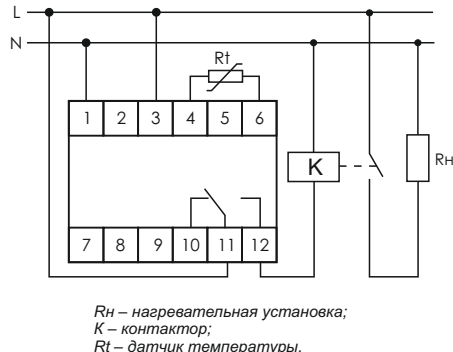 L
N
Rt
1 2 3 4 5 6
K
Rн
7 8 9 10 11 12
Rн – нагревательная установка;
К – контактор;
Rt – датчик температуры.